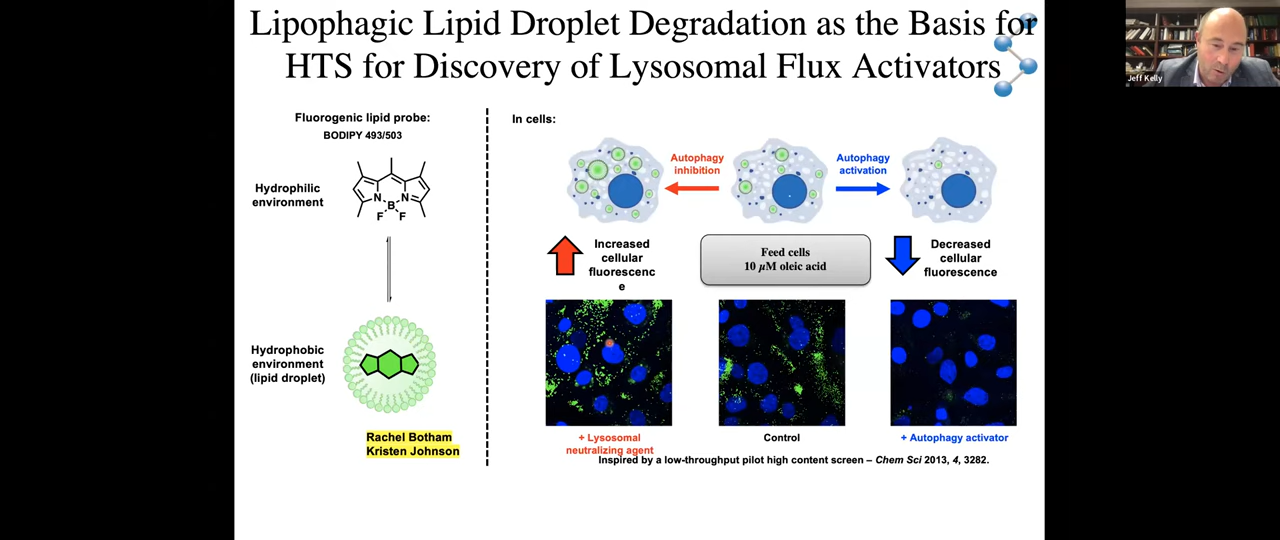 Lipophagic Lipid Droplet Degradation as the Basis for
HTS for Discovery of Lysosomal Flux Activators
Jeff Kelly
Fluorogenic lipid probe:
BODIPY 493/503
Hydrophilic
environment
N
B
N
F
F
Hydrophobic
environment
(lipid droplet)
Rachel Botham
Kristen Johnson
In cells:
Autophagy
inhibition
Autophagy
activation
Increased
cellular
fluorescenc
e
Feed cells
10 µM oleic acid
Decreased
cellular
fluorescence
+ Lysosomal
neutralizing agent
Control
+ Autophagy activator
Inspired by a low-throughput pilot high content screen – Chem Sci 2013, 4, 3282.